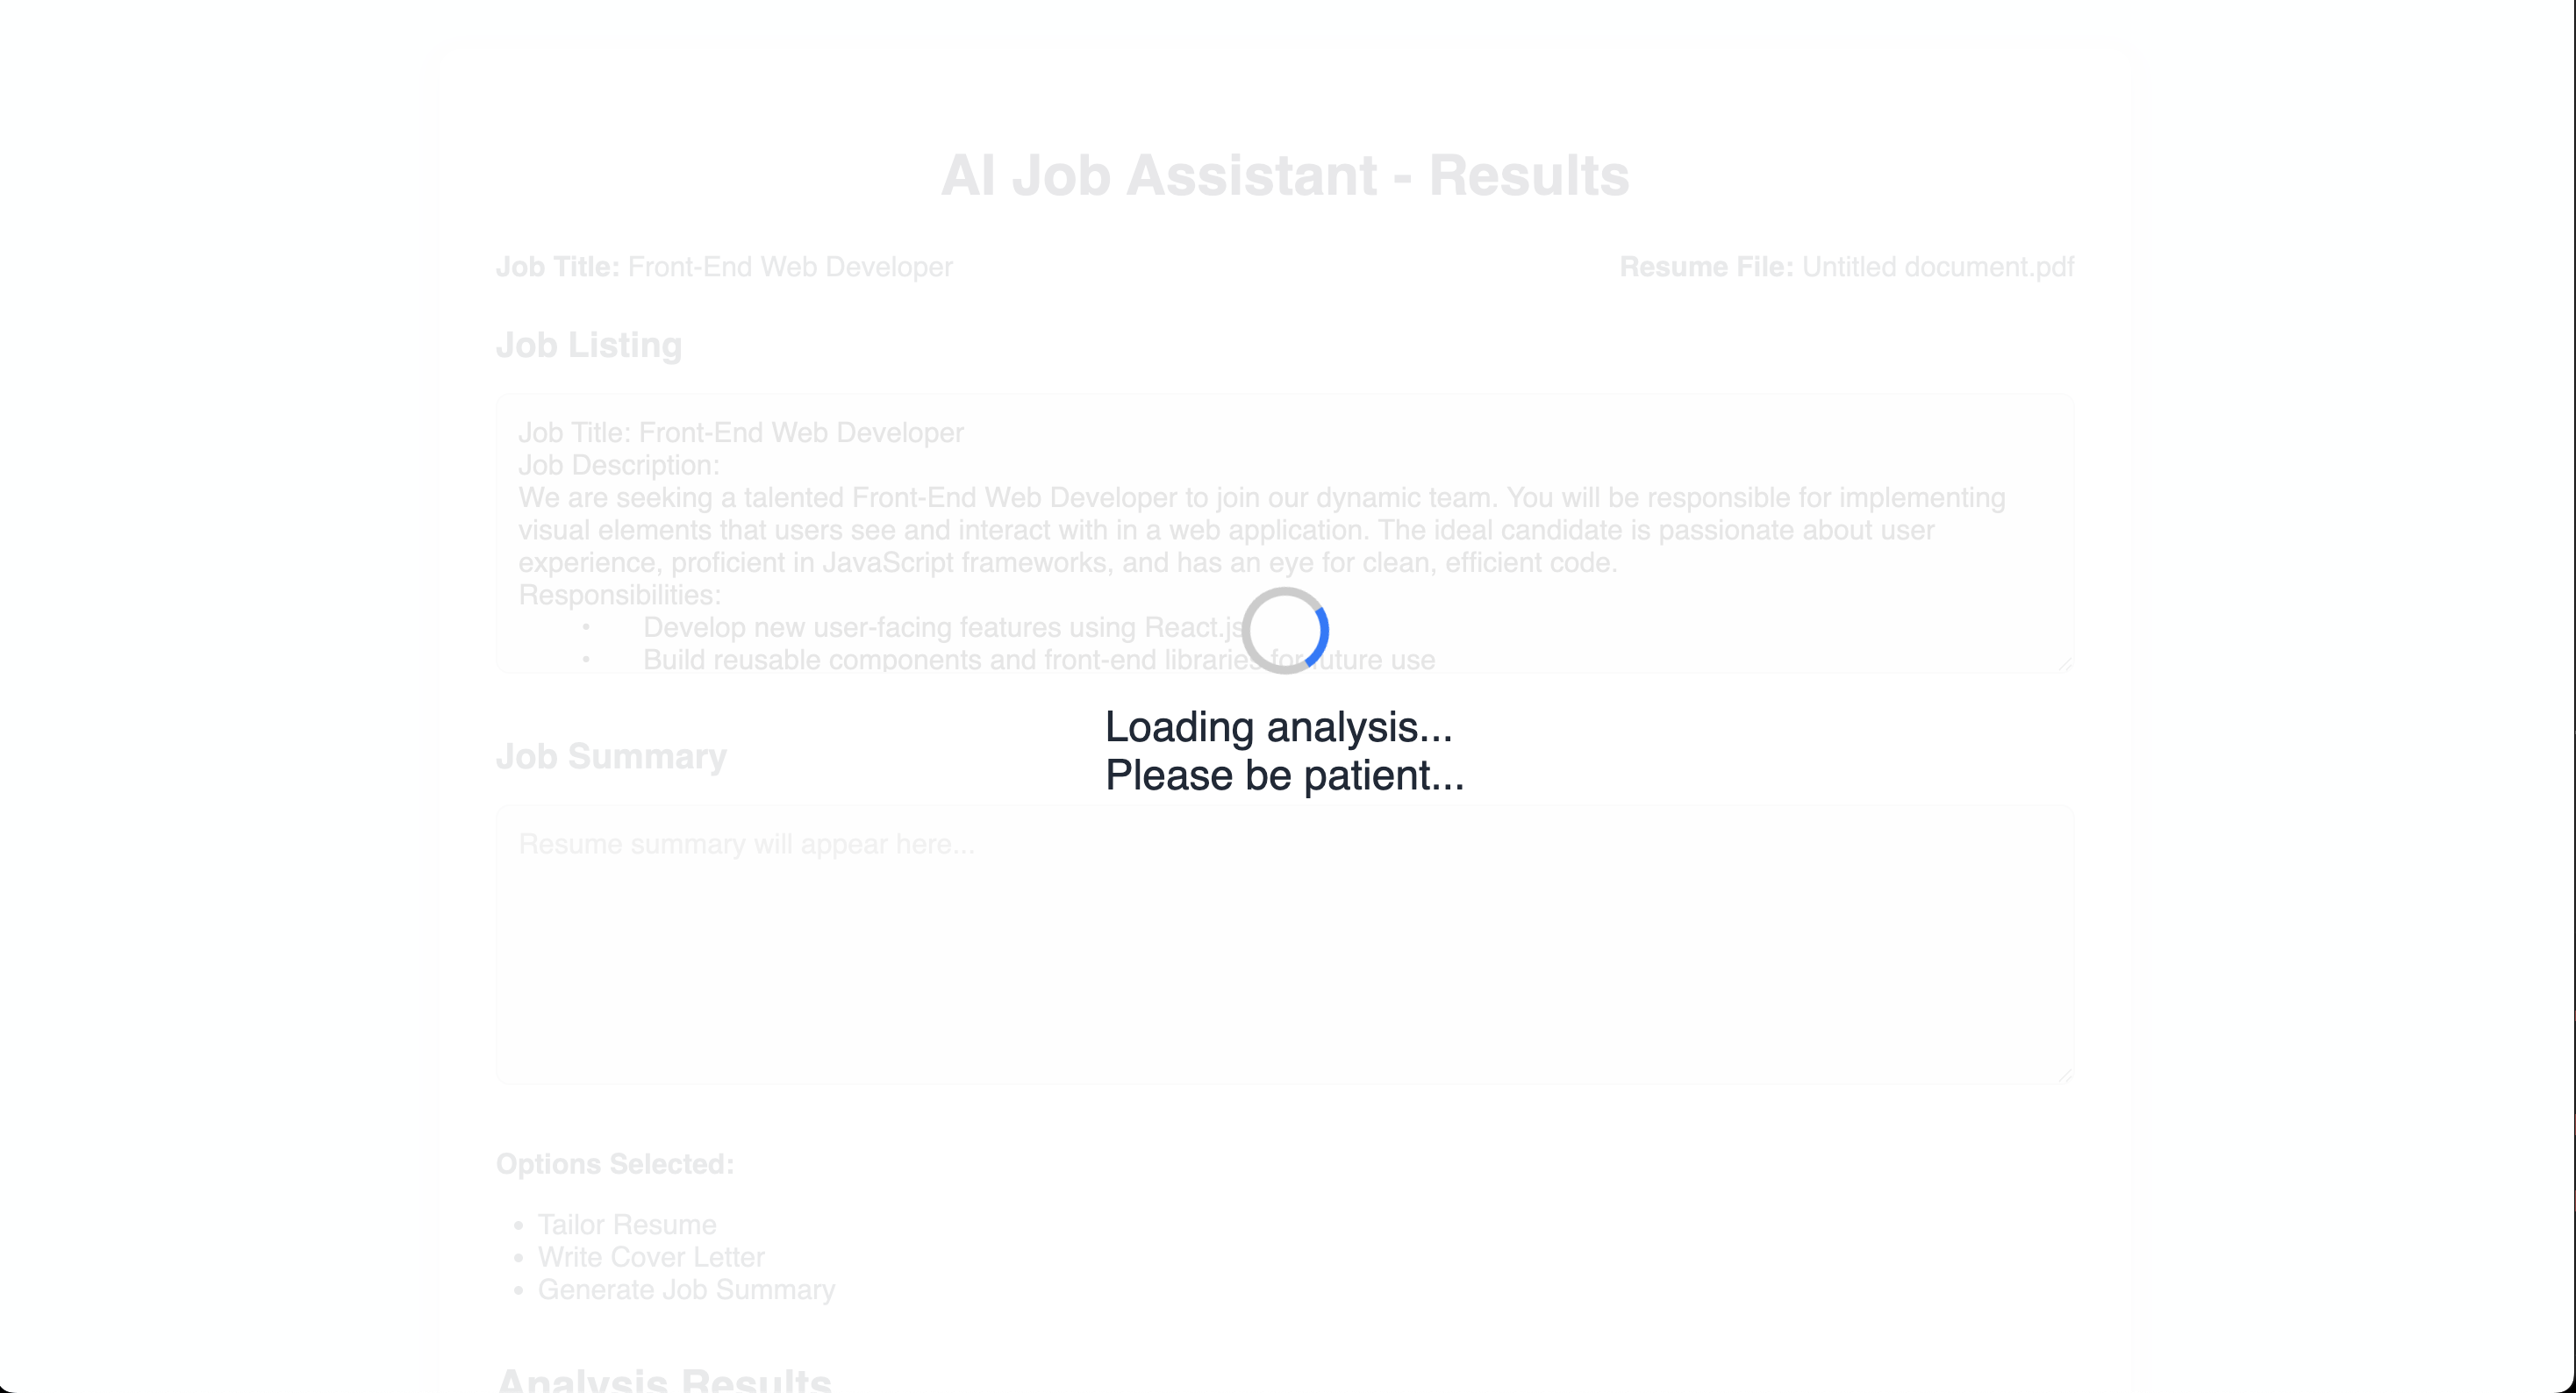 AI Job Assistant - Results
Job Title: Front-End Web Developer
Resume File: Untitled document.pdf
Job Listing
Job Title: Front-End Web Developer
Job Description:
We are seeking a talented Front-End Web Developer to join our dynamic team. You will be responsible for implementing
visual elements that users see and interact with in a web application. The ideal candidate is passionate about user
experience, proficient in JavaScript frameworks, and has an eye for clean, efficient code.
Responsibilities:
• Develop new user-facing features using React.js
• Build reusable components and front-end libraries for future use
Loading analysis...
Please be patient...
Job Summary
Resume summary will appear here...
Options Selected:
• Tailor Resume
• Write Cover Letter
• Generate Job Summary
Analysis Results